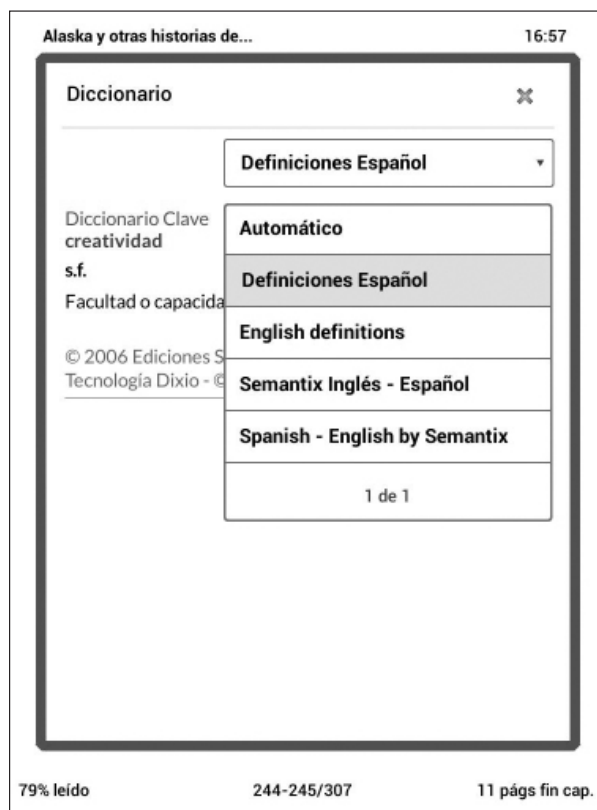 Alaska y otras historias de... 16:57
Diccionario
Definiciones Español
Diccionario Clave
creatividad
s.f.
Facultad o capacida
© 2006 Ediciones S
Tecnología Dixio - ©
Automático
Definiciones Español
English definitions
Semantix Inglés - Español
Spanish - English by Semantix
1 de 1
79% leído 244-245/307 11 págs fin cap.